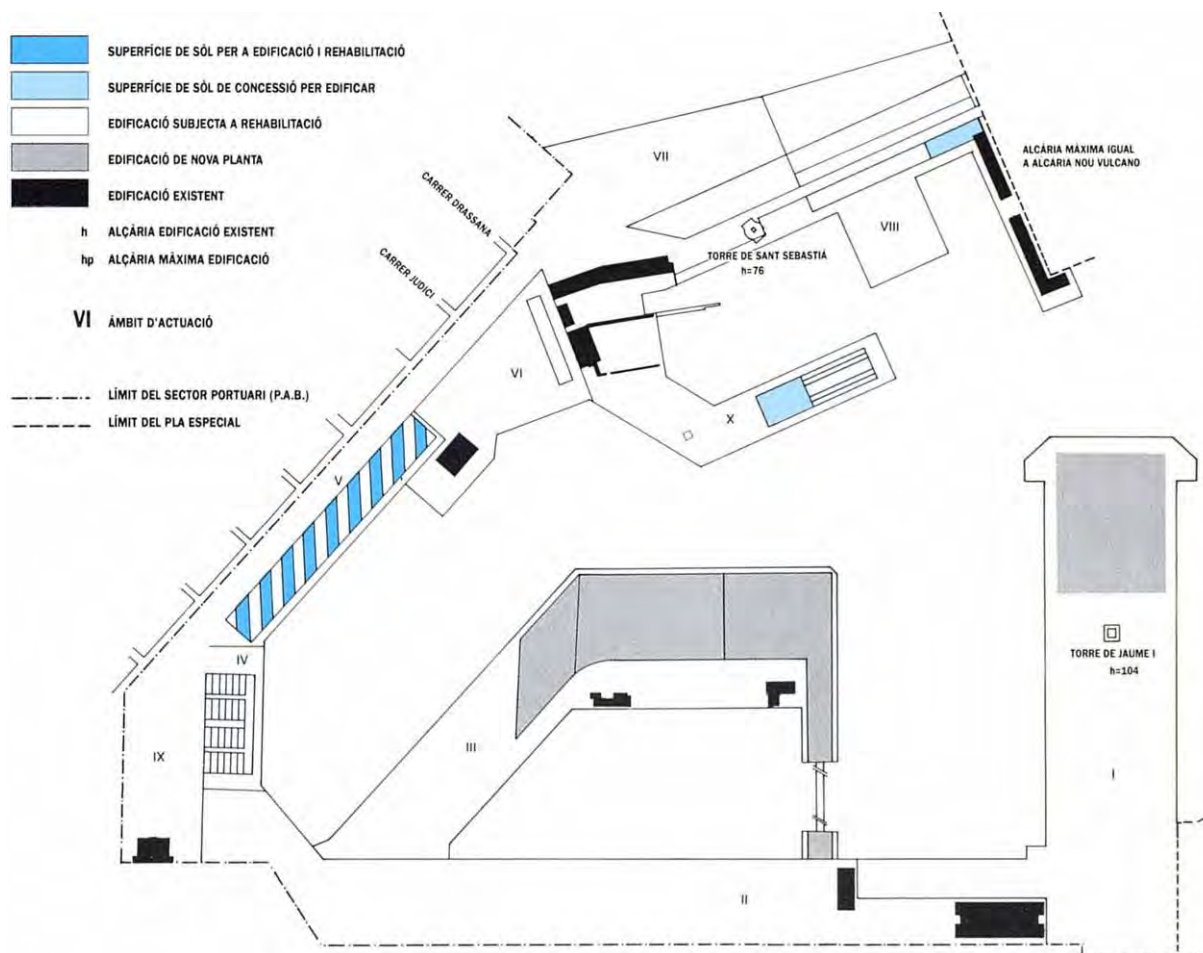 SUPERFÍCIE DE SÒL PER A EDIFICACIÓ I REHABILITACIÓ
SUPERFÍCIE DE SÒL DE CONCESSIÓ PER EDIFICAR
EDIFICACIÓ SUBJECTA A REHABILITACIÓ
EDIFICACIÓ DE NOVA PLANTA
EDIFICACIÓ EXISTENT
h ALÇÀRIA EDIFICACIÓ EXISTENT
hp ALÇÀRIA MÀXIMA EDIFICACIÓ
VI ÀMBIT D'ACTUACIÓ
LÍMIT DEL SECTOR PORTUARI (P.A.B.)
LÍMIT DEL PLA ESPECIAL
CARRER DRASSANA
CARRER JUDICI
VII
ALCÀRIA MÀXIMA IGUAL
A ALCÀRIA NOU VULCANO
VIII
TORRE DE SANT SEBASTIÀ
h=76
VI
X
V
IV
TORRE DE JAUME I
h=104
IX
III
I
II